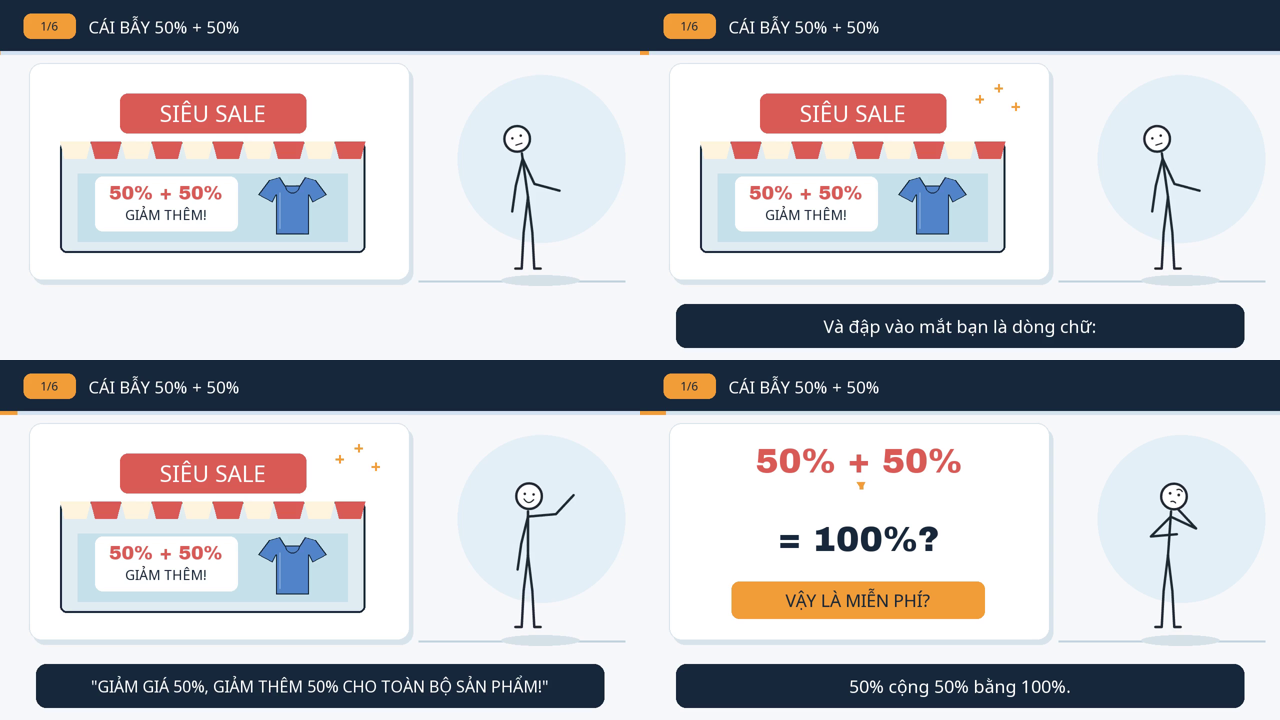 1/6 CÁI BẪY 50% + 50%
SIÊU SALE
50% + 50%
GIẢM THÊM!
1/6 CÁI BẪY 50% + 50%
SIÊU SALE
50% + 50%
GIẢM THÊM!
Và đập vào mắt bạn là dòng chữ:
1/6 CÁI BẪY 50% + 50%
SIÊU SALE
50% + 50%
GIẢM THÊM!
"GIẢM GIÁ 50%, GIẢM THÊM 50% CHO TOÀN BỘ SẢN PHẨM!"
1/6 CÁI BẪY 50% + 50%
50% + 50%
= 100%?
VẬY LÀ MIỄN PHÍ?
50% cộng 50% bằng 100%.